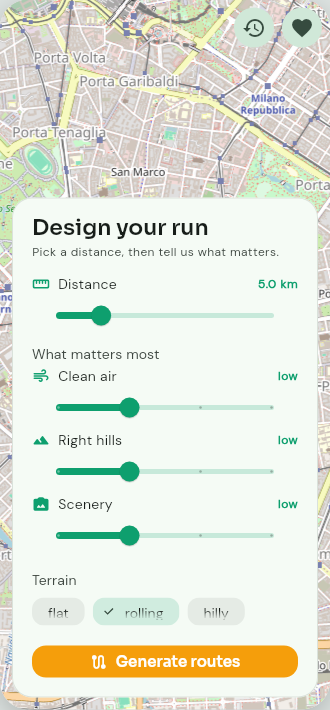 Porta Volta
Porta Garibaldi
Milano
Repubblica
Porta Tenaglia
San Marco
Porta
Design your run
Pick a distance, then tell us what matters.
Distance
5.0 km
What matters most
Clean air
low
Right hills
low
Scenery
low
Terrain
flat
rolling
hilly
Generate routes